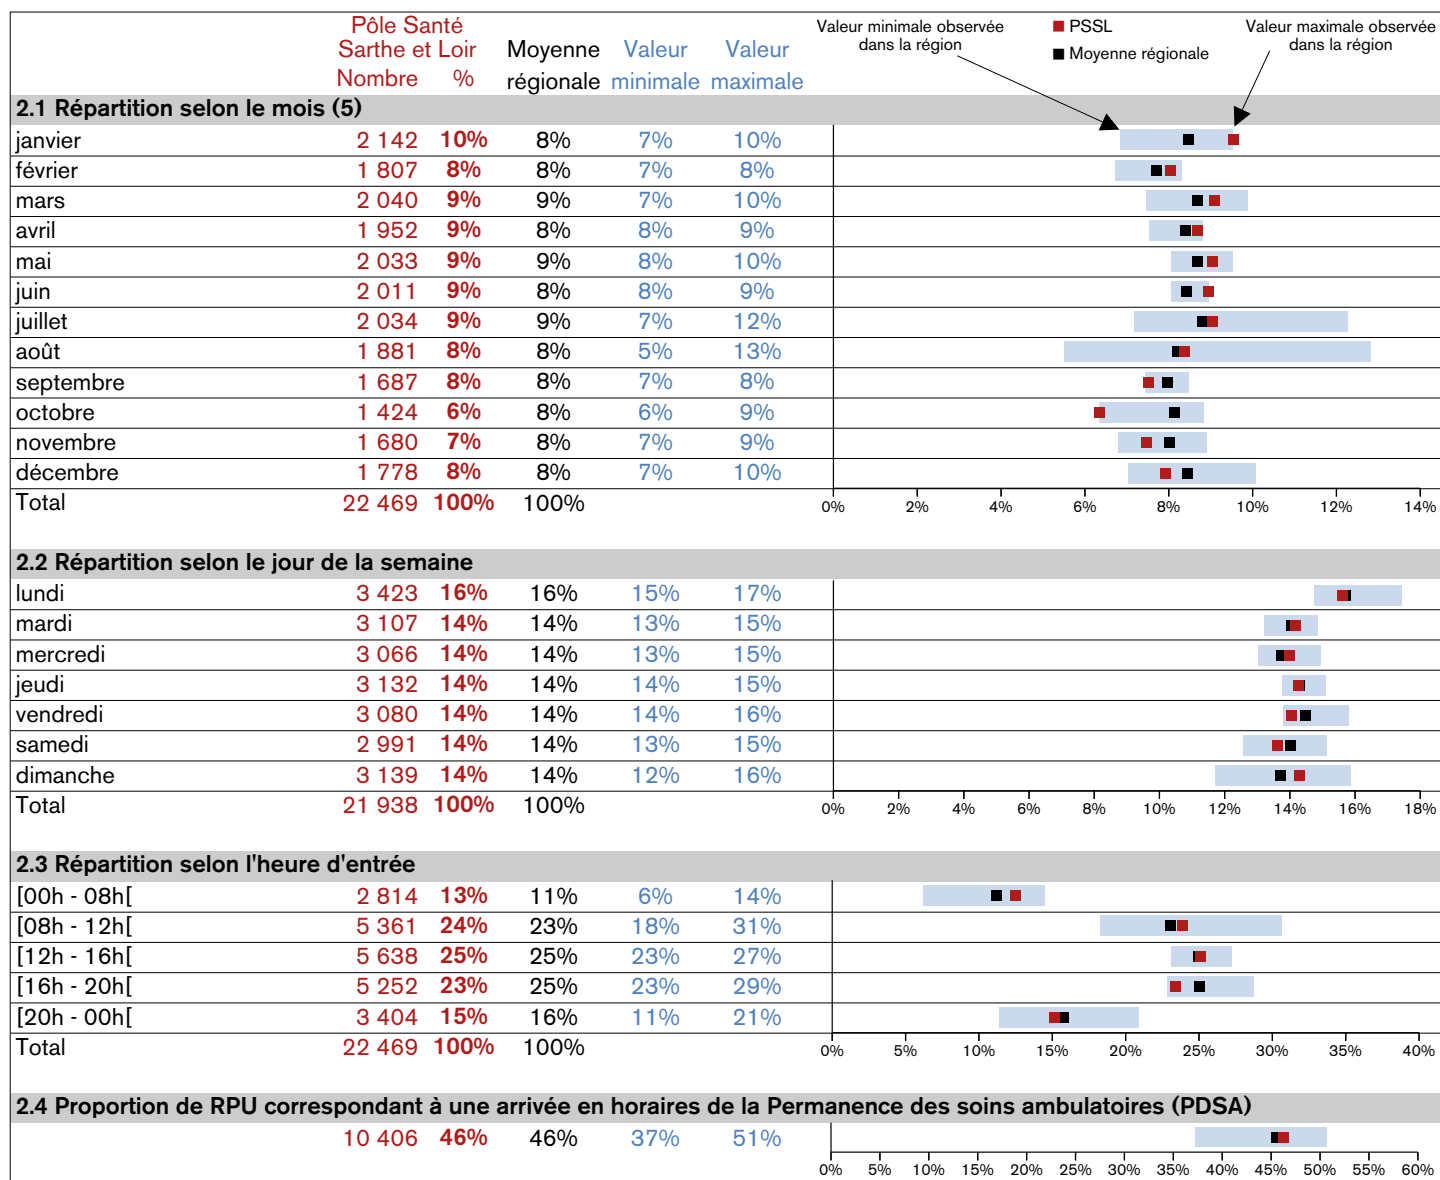 Pôle Santé
Sarthe et Loir Moyenne Valeur Valeur
Nombre % régionale minimale maximale
Valeur minimale observée
dans la région
PSSL
Moyenne régionale
Valeur maximale observée
dans la région
2.1 Répartition selon le mois (5)
janvier 2 142 10% 8% 7% 10%
février 1 807 8% 8% 7% 8%
mars 2 040 9% 9% 7% 10%
avril 1 952 9% 8% 8% 9%
mai 2 033 9% 9% 8% 10%
juin 2 011 9% 8% 8% 9%
juillet 2 034 9% 9% 7% 12%
août 1 881 8% 8% 5% 13%
septembre 1 687 8% 8% 7% 8%
octobre 1 424 6% 8% 6% 9%
novembre 1 680 7% 8% 7% 9%
décembre 1 778 8% 8% 7% 10%
Total 22 469 100% 100%
0% 2% 4% 6% 8% 10% 12% 14%
2.2 Répartition selon le jour de la semaine
lundi 3 423 16% 16% 15% 17%
mardi 3 107 14% 14% 13% 15%
mercredi 3 066 14% 14% 13% 15%
jeudi 3 132 14% 14% 14% 15%
vendredi 3 080 14% 14% 14% 16%
samedi 2 991 14% 14% 13% 15%
dimanche 3 139 14% 14% 12% 16%
Total 21 938 100% 100%
0% 2% 4% 6% 8% 10% 12% 14% 16% 18%
2.3 Répartition selon l'heure d'entrée
[00h - 08h[ 2 814 13% 11% 6% 14%
[08h - 12h[ 5 361 24% 23% 18% 31%
[12h - 16h[ 5 638 25% 25% 23% 27%
[16h - 20h[ 5 252 23% 25% 23% 29%
[20h - 00h[ 3 404 15% 16% 11% 21%
Total 22 469 100% 100%
0% 5% 10% 15% 20% 25% 30% 35% 40%
2.4 Proportion de RPU correspondant à une arrivée en horaires de la Permanence des soins ambulatoires (PDSA)
10 406 46% 46% 37% 51%
0% 5% 10% 15% 20% 25% 30% 35% 40% 45% 50% 55% 60%